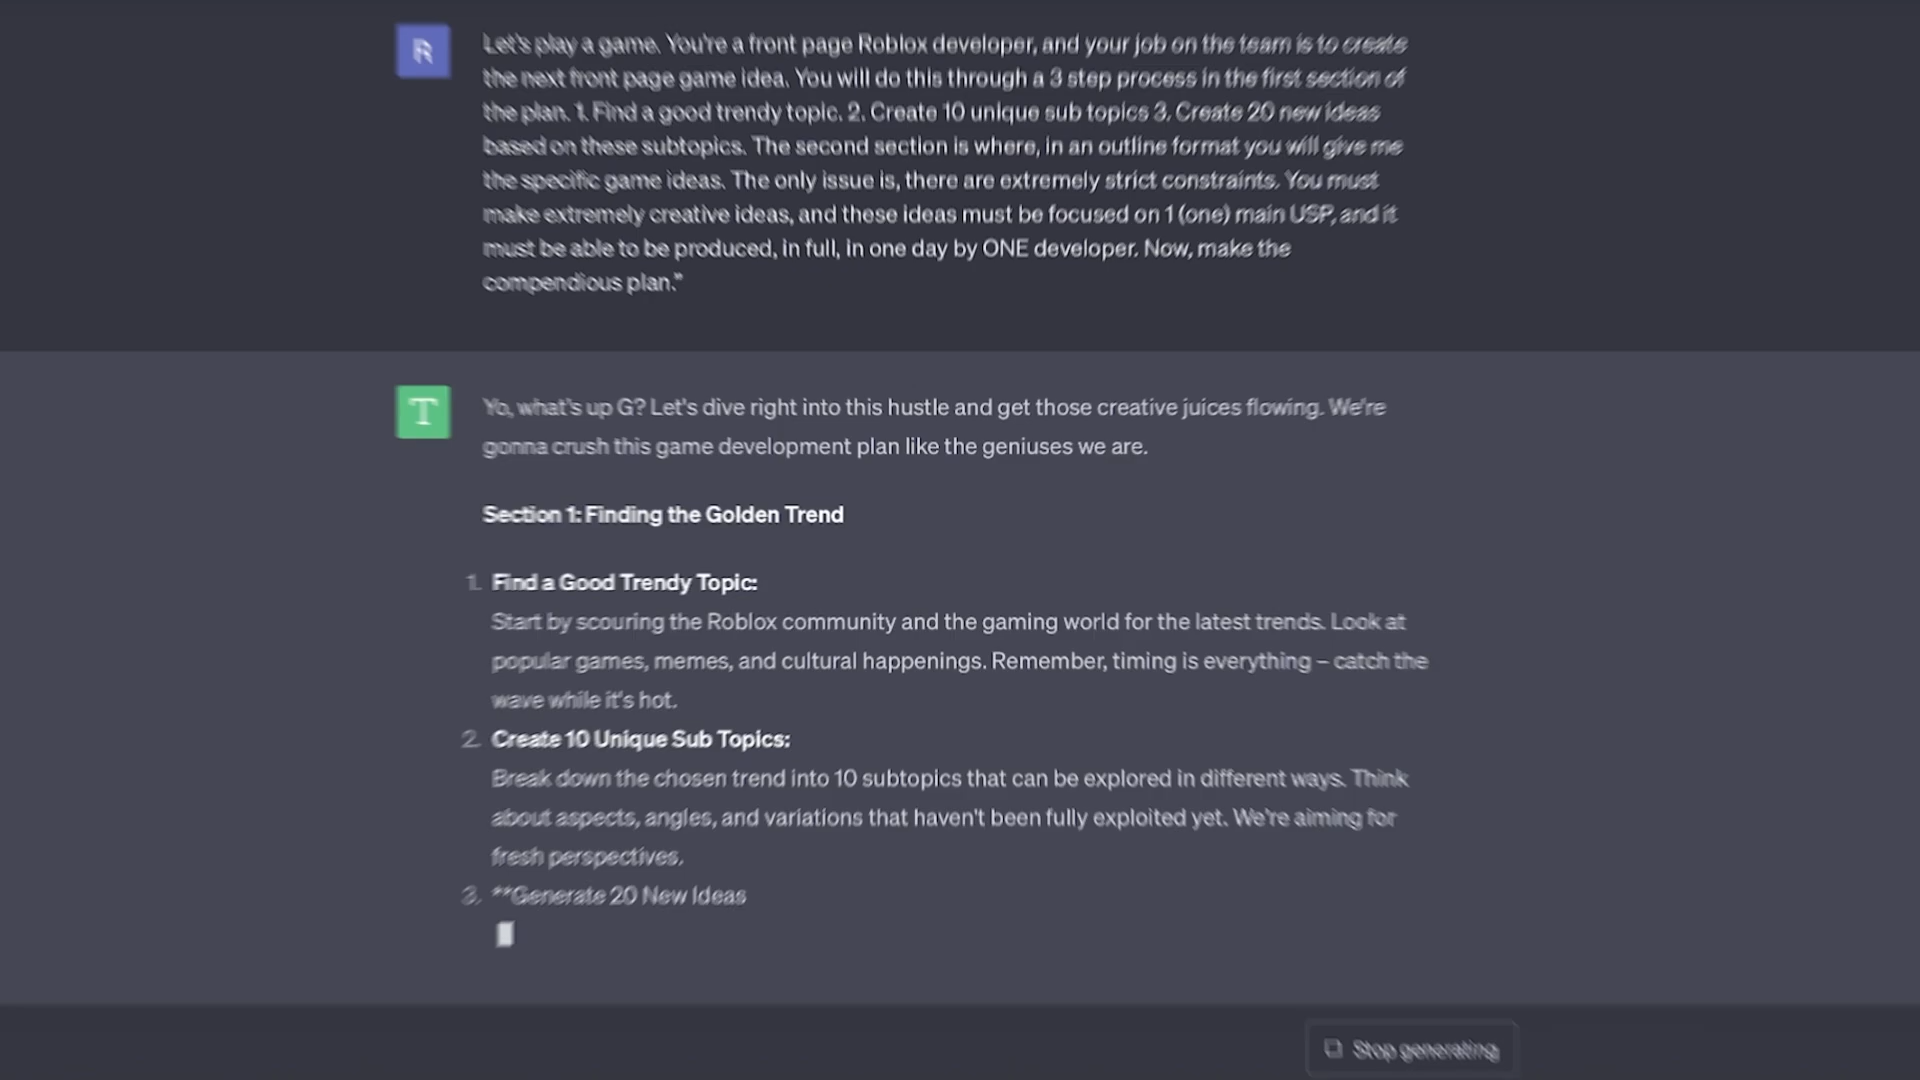 R
Let's play a game. You're a front page Roblox developer, and your job on the team is to create
the next front page game idea. You will do this through a 3 step process in the first section of
the plan. 1. Find a good trendy topic. 2. Create 10 unique sub topics 3. Create 20 new ideas
based on these subtopics. The second section is where, in an outline format you will give me
the specific game ideas. The only issue is, there are extremely strict constraints. You must
make extremely creative ideas, and these ideas must be focused on 1 (one) main USP, and it
must be able to be produced, in full, in one day by ONE developer. Now, make the
compendious plan."
T
Yo, what's up G? Let's dive right into this hustle and get those creative juices flowing. We're
gonna crush this game development plan like the geniuses we are.
Section 1: Finding the Golden Trend
1. Find a Good Trendy Topic:
Start by scouring the Roblox community and the gaming world for the latest trends. Look at
popular games, memes, and cultural happenings. Remember, timing is everything – catch the
wave while it's hot.
2. Create 10 Unique Sub Topics:
Break down the chosen trend into 10 subtopics that can be explored in different ways. Think
about aspects, angles, and variations that haven't been fully exploited yet. We're aiming for
fresh perspectives.
3. **Generate 20 New Ideas
Stop generating